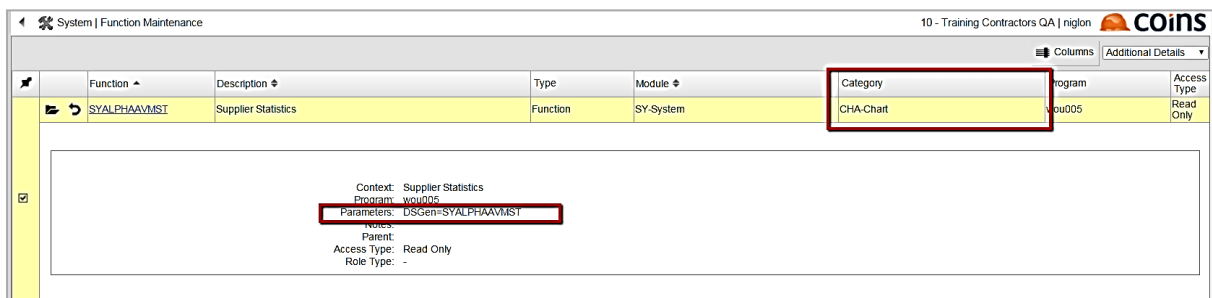 System | Function Maintenance
10 - Training Contractors QA | niglon
coins
Columns
Additional Details
Function
Description
Type
Module
Category
Program
Access Type
SYALPHAAVMST
Supplier Statistics
Function
SY-System
CHA-Chart
wou005
Read Only
Context: Supplier Statistics
Program: wou005
Parameters: DSGen=SYALPHAAVMST
Notes:
Parent:
Access Type: Read Only
Role Type: -